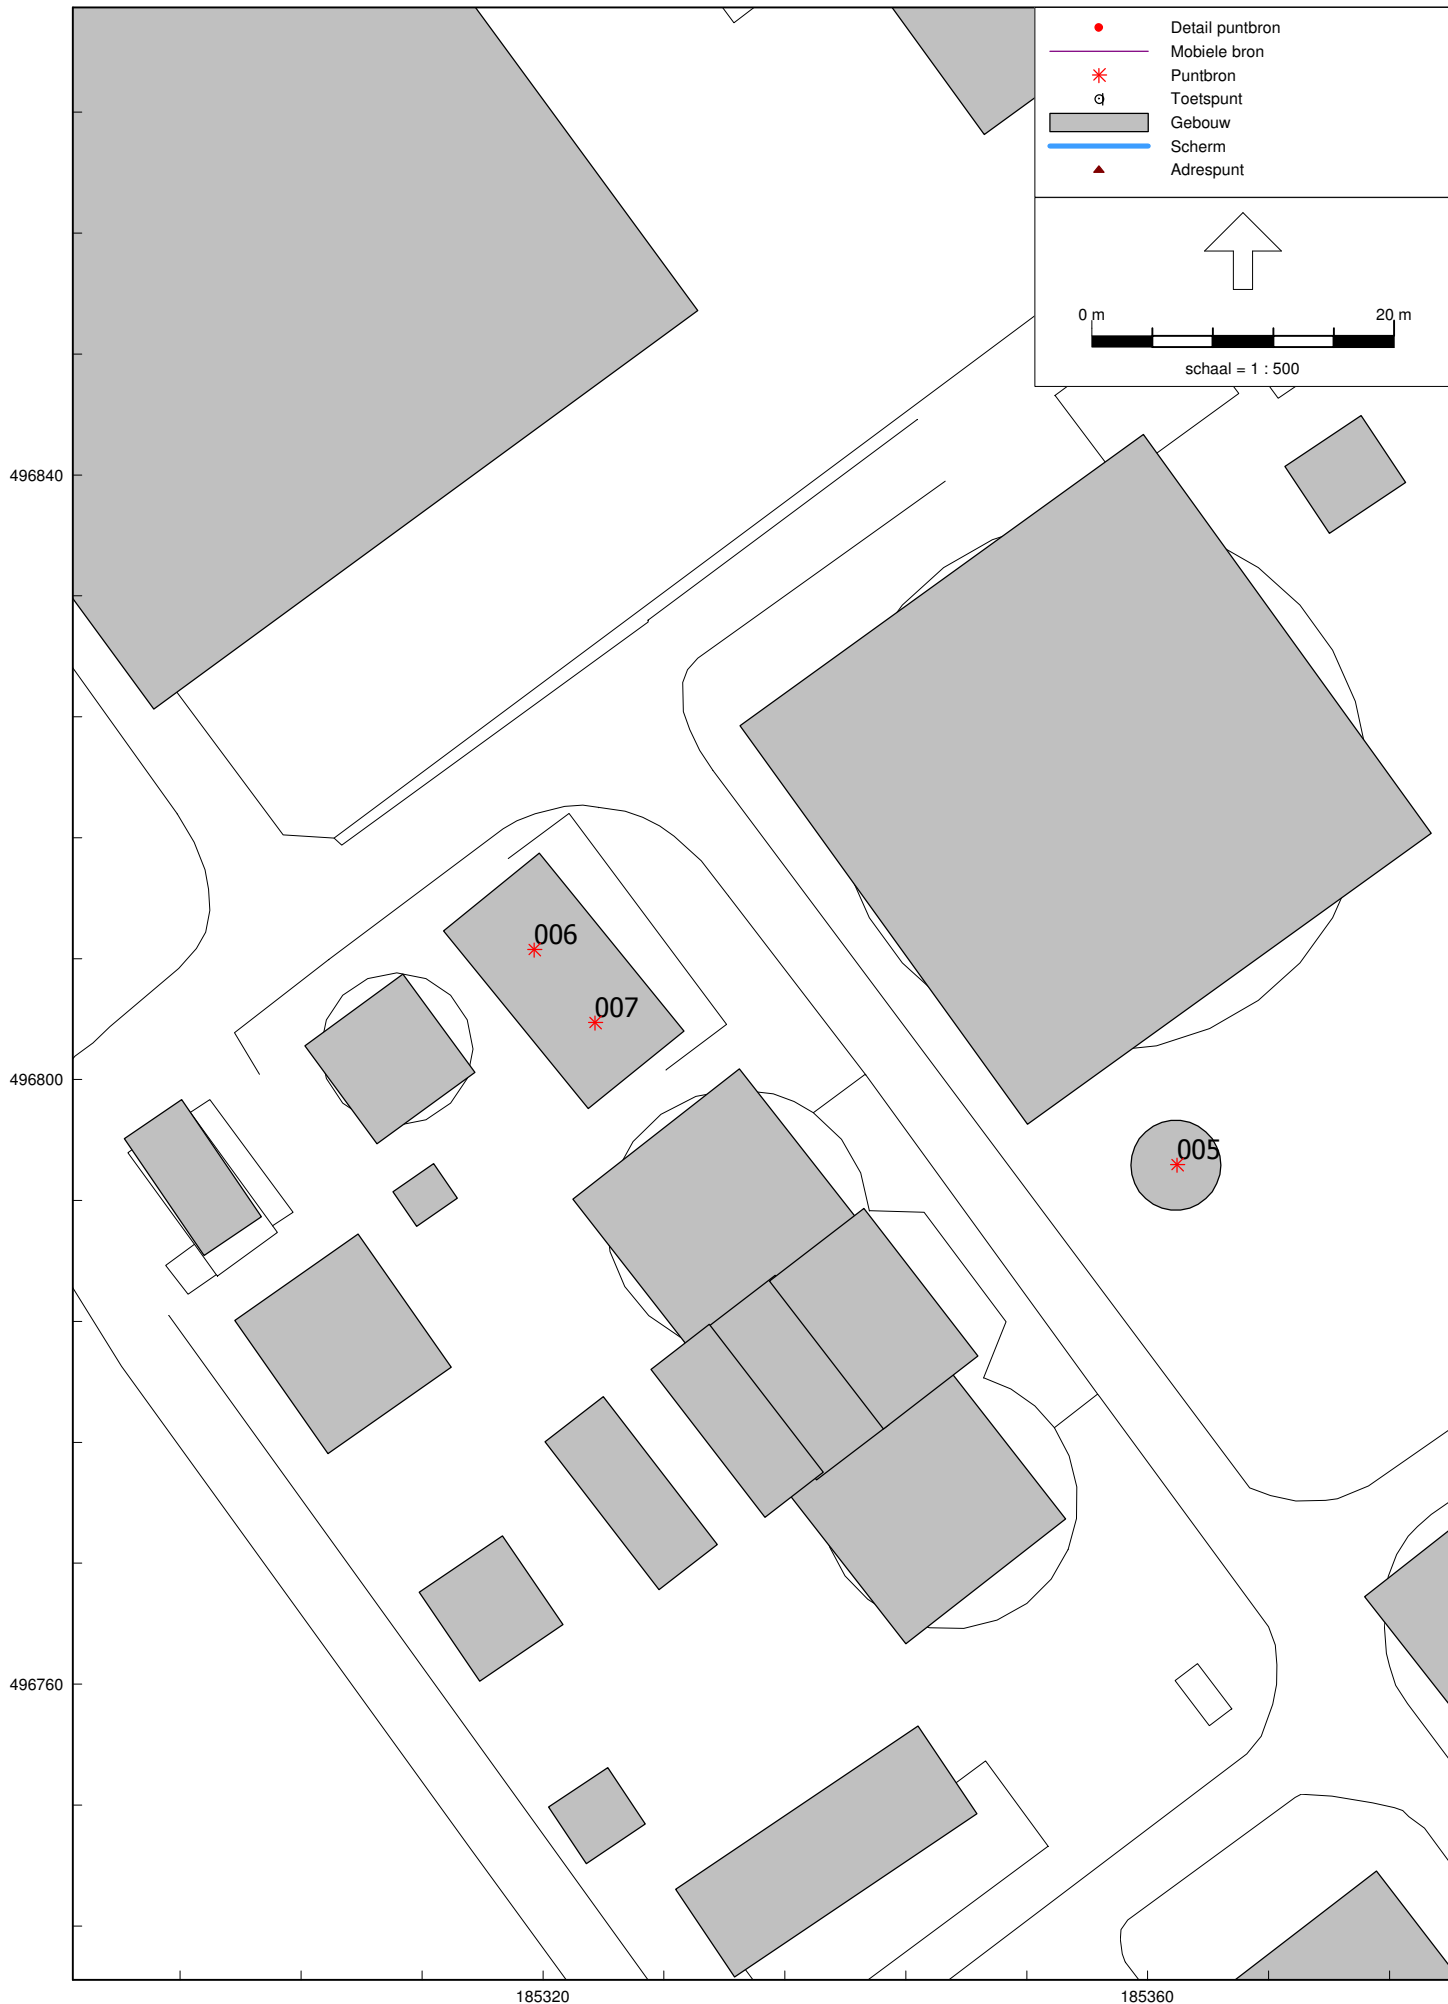 Detail puntbron
Mobiele bron
Puntbron
Toetspunt
Gebouw
Scherm
Adrespunt
0 m 20 m
schaal = 1 : 500
496840
006
007
496800
005
496760
185320 185360